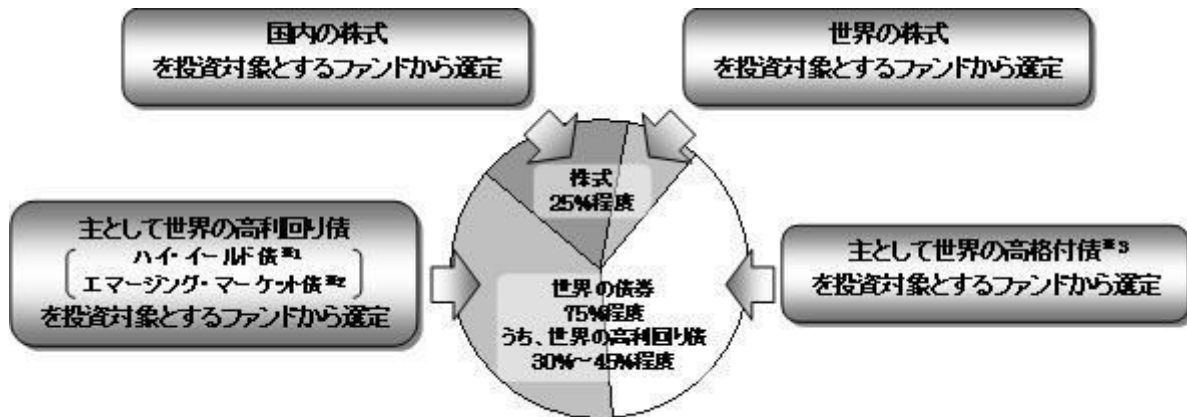 国内の株式
を投資対象とするファンドから選定
世界の株式
を投資対象とするファンドから選定
株式
25%程度
主として世界の高利回り債
ハイ・イールド債※1
エマージング・マーケット債※2
を投資対象とするファンドから選定
世界の債券
75%程度
うち、世界の高利回り債
30%～45%程度
主として世界の高格付債※3
を投資対象とするファンドから選定